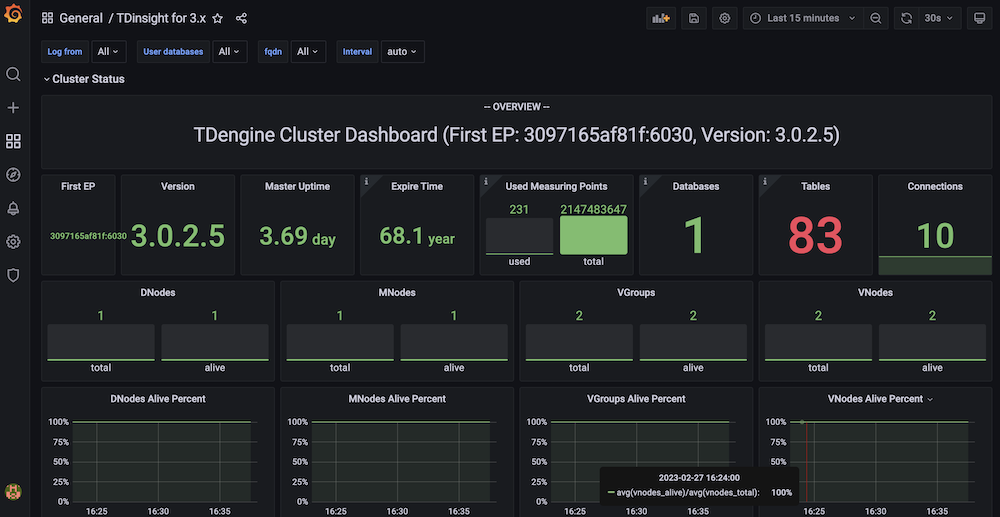 General / TDinsight for 3.x
Last 15 minutes
30s
Log from All User databases All fqdn All Interval auto
Cluster Status
-- OVERVIEW --
TDengine Cluster Dashboard (First EP: 3097165af81f:6030, Version: 3.0.2.5)
First EP
3097165af81f:6030
Version
3.0.2.5
Master Uptime
3.69 day
Expire Time
68.1 year
Used Measuring Points
231 2147483647
used total
Databases
1
Tables
83
Connections
10
DNodes
1 1
total alive
MNodes
1 1
total alive
VGroups
2 2
total alive
VNodes
2 2
total alive
DNodes Alive Percent
100%
75%
50%
25%
0%
16:25 16:30 16:35
MNodes Alive Percent
100%
75%
50%
25%
0%
16:25 16:30 16:35
VGroups Alive Percent
100%
75%
50%
25%
0%
16:25 16:30 16:35
VNodes Alive Percent
100%
75%
50%
2023-02-27 16:24:00
avg(vnodes_alive)/avg(vnodes_total): 100%
16:25 16:30 16:35